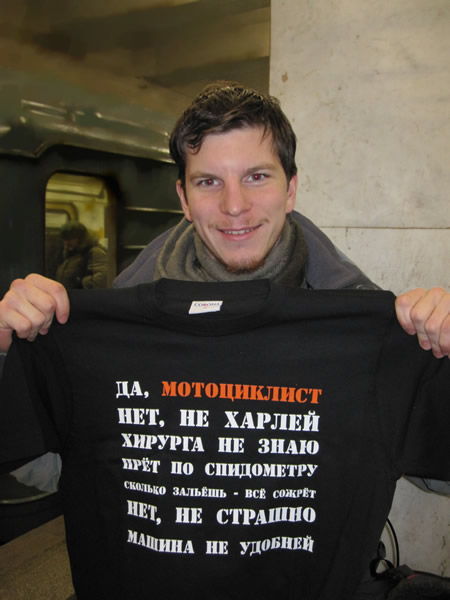 CORONA
ДА, МОТОЦИКЛИСТ
НЕТ, НЕ ХАРЛЕЙ
ХИРУРГА НЕ ЗНАЮ
ПРЁТ ПО СПИДОМЕТРУ
СКОЛЬКО ЗАЛЬЁШЬ - ВСЁ СОЖРЁТ
НЕТ, НЕ СТРАШНО
МАШИНА НЕ УДОБНЕЙ